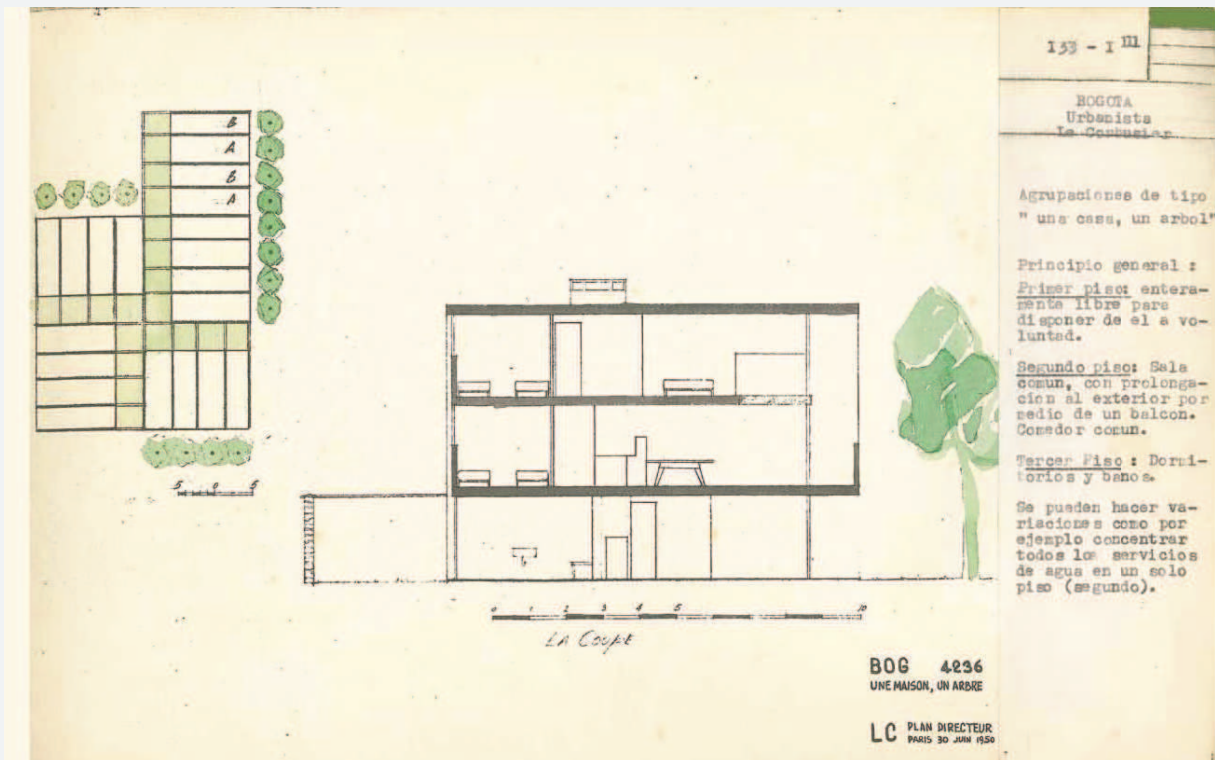 B
A
B
A
5 0 5
0 1 2 3 4 5 10
LA COUPE
BOG 4236
UNE MAISON, UN ARBRE
LC PLAN DIRECTEUR
PARIS 30 JUIN 1950
I33 - I III
BOGOTA
Urbanista
Le Corbusier
Agrupaciones de tipo
" una casa, un arbol"
Principio general :
Primer piso: entera-
mente libre para
disponer de el a vo-
luntad.
Segundo piso: Sala
comun, con prolonga-
cion al exterior por
medio de un balcon.
Comedor comun.
Tercer Piso : Dormi-
torios y banos.
Se pueden hacer va-
riaciones como por
ejemplo concentrar
todos los servicios
de agua en un solo
piso (segundo).